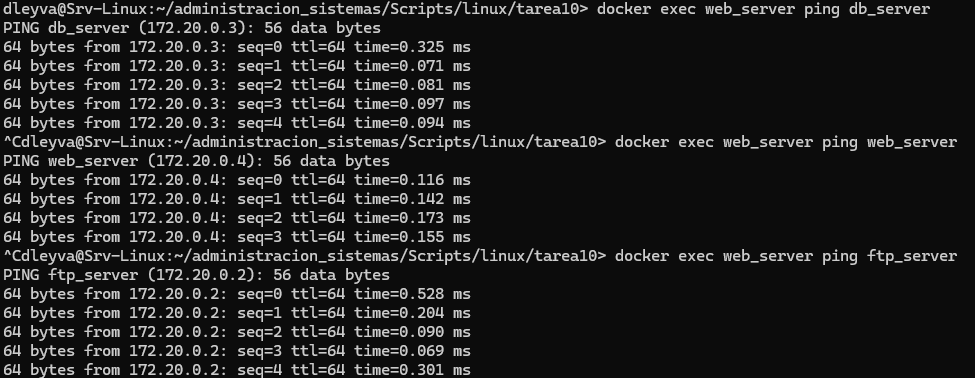 dleyva@Srv-Linux:~/administracion_sistemas/Scripts/linux/tarea10> docker exec web_server ping db_server
PING db_server (172.20.0.3): 56 data bytes
64 bytes from 172.20.0.3: seq=0 ttl=64 time=0.325 ms
64 bytes from 172.20.0.3: seq=1 ttl=64 time=0.071 ms
64 bytes from 172.20.0.3: seq=2 ttl=64 time=0.081 ms
64 bytes from 172.20.0.3: seq=3 ttl=64 time=0.097 ms
64 bytes from 172.20.0.3: seq=4 ttl=64 time=0.094 ms
^Cdleyva@Srv-Linux:~/administracion_sistemas/Scripts/linux/tarea10> docker exec web_server ping web_server
PING web_server (172.20.0.4): 56 data bytes
64 bytes from 172.20.0.4: seq=0 ttl=64 time=0.116 ms
64 bytes from 172.20.0.4: seq=1 ttl=64 time=0.142 ms
64 bytes from 172.20.0.4: seq=2 ttl=64 time=0.173 ms
64 bytes from 172.20.0.4: seq=3 ttl=64 time=0.155 ms
^Cdleyva@Srv-Linux:~/administracion_sistemas/Scripts/linux/tarea10> docker exec web_server ping ftp_server
PING ftp_server (172.20.0.2): 56 data bytes
64 bytes from 172.20.0.2: seq=0 ttl=64 time=0.528 ms
64 bytes from 172.20.0.2: seq=1 ttl=64 time=0.204 ms
64 bytes from 172.20.0.2: seq=2 ttl=64 time=0.090 ms
64 bytes from 172.20.0.2: seq=3 ttl=64 time=0.069 ms
64 bytes from 172.20.0.2: seq=4 ttl=64 time=0.301 ms